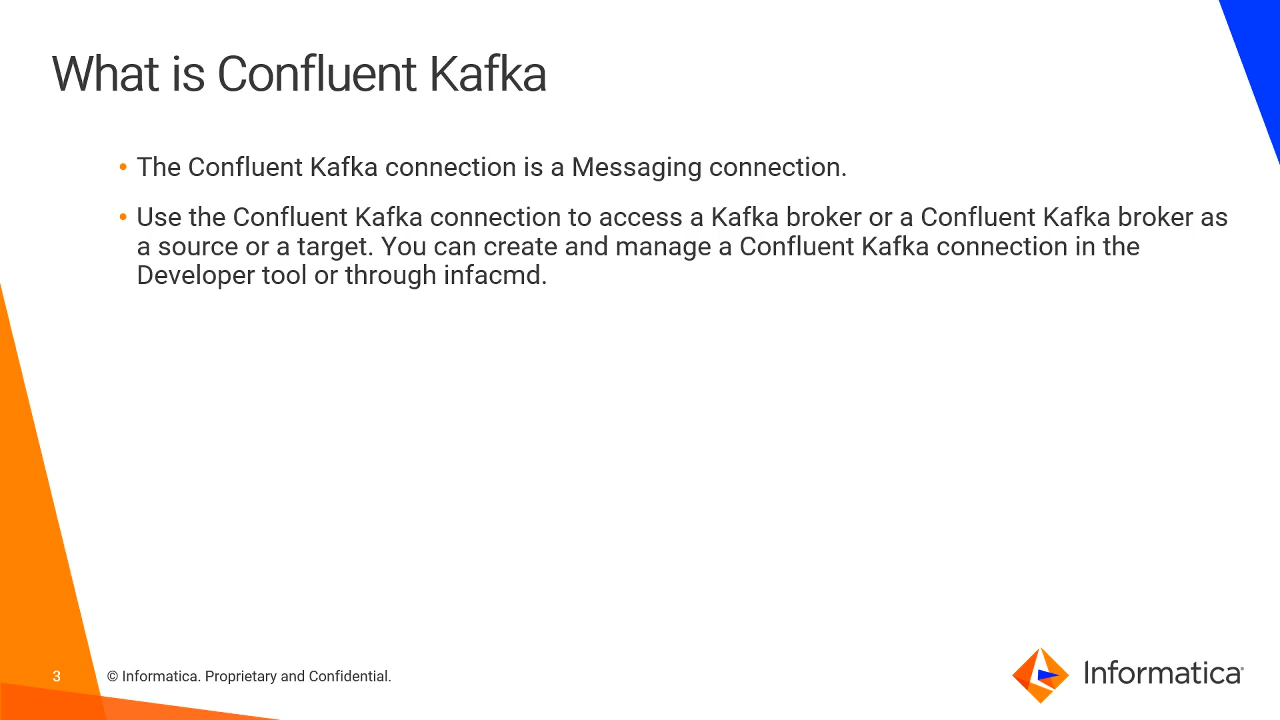 What is Confluent Kafka
• The Confluent Kafka connection is a Messaging connection.
• Use the Confluent Kafka connection to access a Kafka broker or a Confluent Kafka broker as
a source or a target. You can create and manage a Confluent Kafka connection in the
Developer tool or through infacmd.
3
© Informatica. Proprietary and Confidential.
Informatica